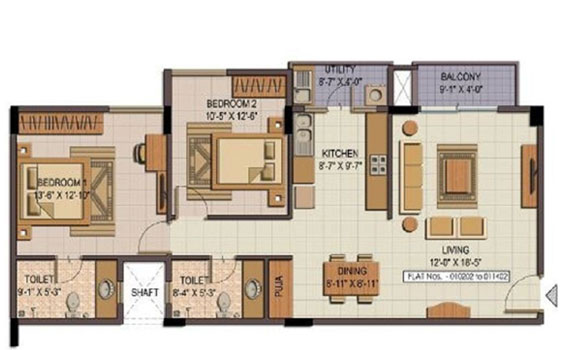 UTILITY
8'-7" X 4'-0"
BALCONY
9'-1" X 4'-0"
BEDROOM 2
10'-5" X 12'-6"
KITCHEN
8'-7" X 9'-7"
BEDROOM 1
13'-6" X 12'-10"
LIVING
12'-0" X 18'-5"
FLAT Nos. - 010202 to 011402
TOILET
9'-1" X 5'-3"
SHAFT
TOILET
8'-4" X 5'-3"
PUJA
DINING
8'-11" X 8'-11"